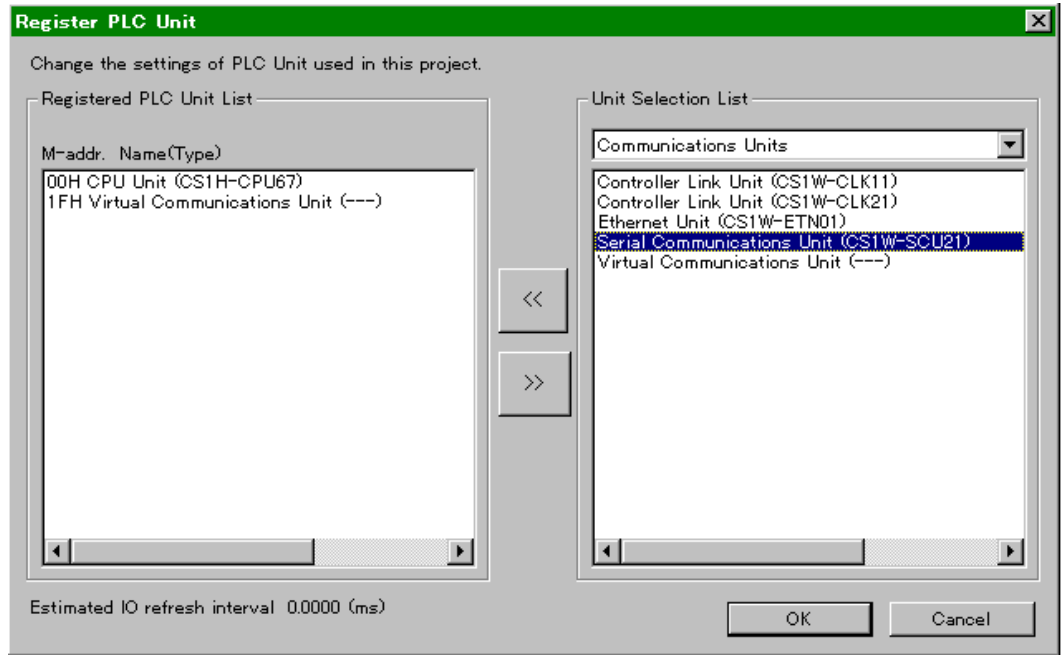 Register PLC Unit
Change the settings of PLC Unit used in this project.
Registered PLC Unit List
M-addr. Name(Type)
00H CPU Unit (CS1H-CPU67)
1FH Virtual Communications Unit (---)
<<
>>
Unit Selection List
Communications Units
Controller Link Unit (CS1W-CLK11)
Controller Link Unit (CS1W-CLK21)
Ethernet Unit (CS1W-ETN01)
Serial Communications Unit (CS1W-SCU21)
Virtual Communications Unit (---)
Estimated IO refresh interval 0.0000 (ms)
OK
Cancel